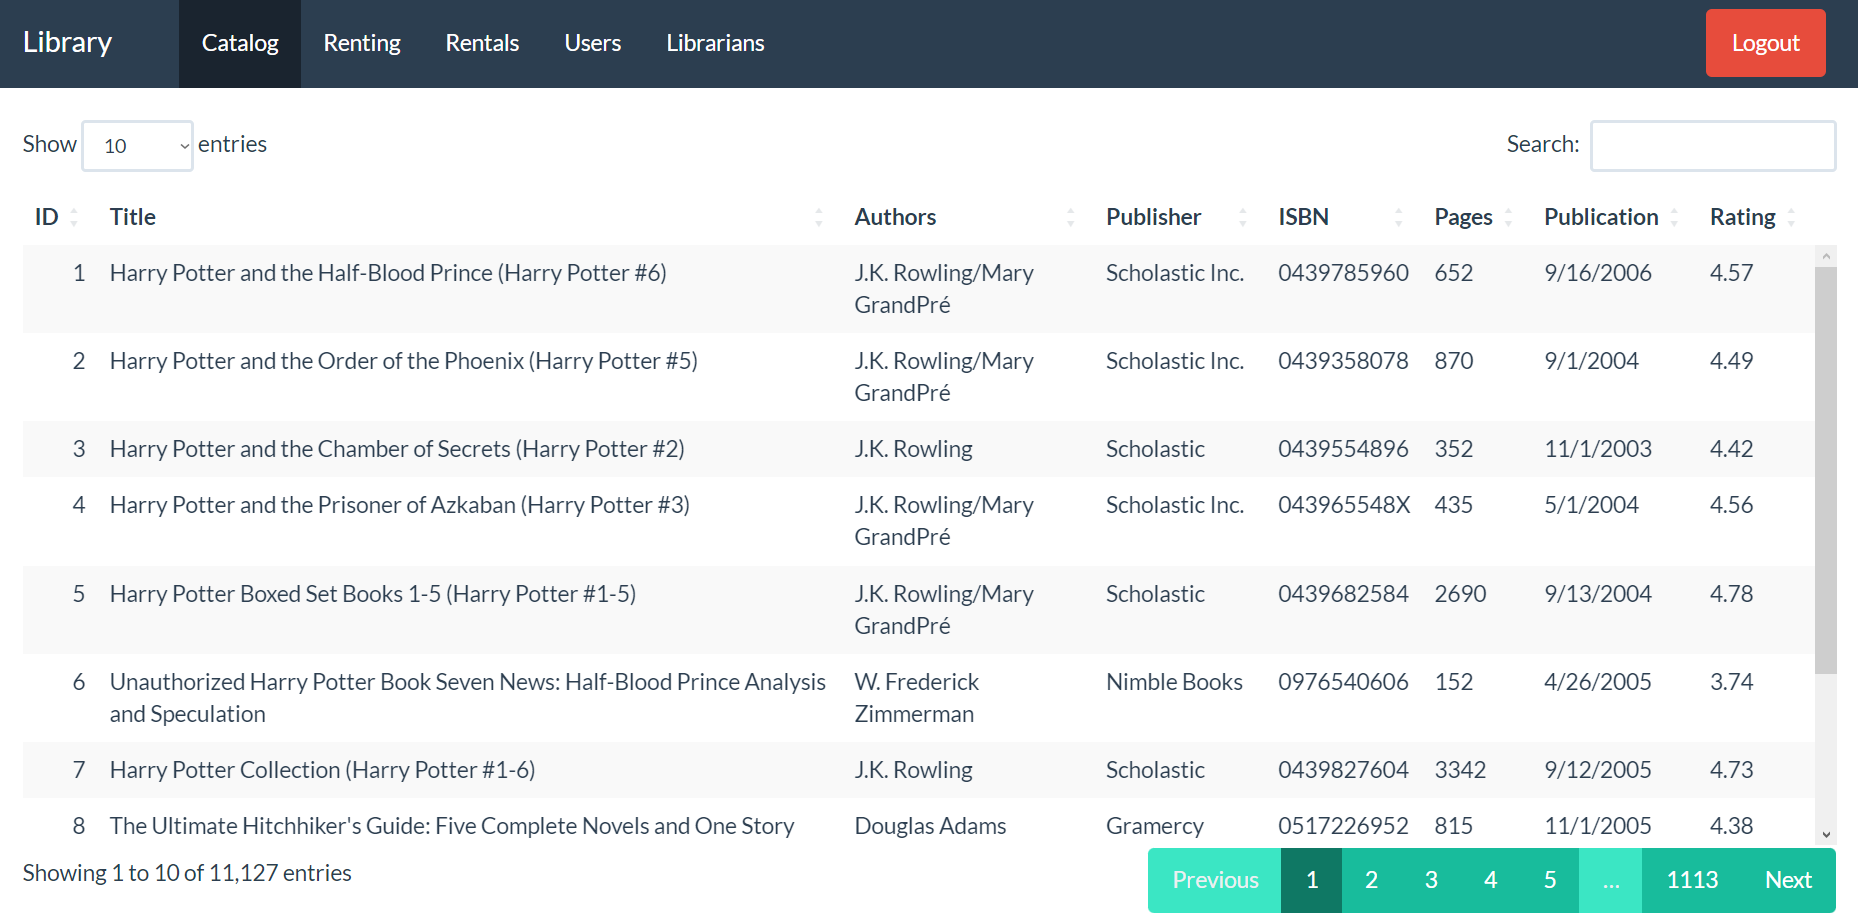 Library Catalog Renting Rentals Users Librarians Logout
Show 10 entries Search:
ID Title Authors Publisher ISBN Pages Publication Rating
1 Harry Potter and the Half-Blood Prince (Harry Potter #6) J.K. Rowling/Mary Scholastic Inc. 0439785960 652 9/16/2006 4.57
GrandPré
2 Harry Potter and the Order of the Phoenix (Harry Potter #5) J.K. Rowling/Mary Scholastic Inc. 0439358078 870 9/1/2004 4.49
GrandPré
3 Harry Potter and the Chamber of Secrets (Harry Potter #2) J.K. Rowling Scholastic 0439554896 352 11/1/2003 4.42
4 Harry Potter and the Prisoner of Azkaban (Harry Potter #3) J.K. Rowling/Mary Scholastic Inc. 043965548X 435 5/1/2004 4.56
GrandPré
5 Harry Potter Boxed Set Books 1-5 (Harry Potter #1-5) J.K. Rowling/Mary Scholastic 0439682584 2690 9/13/2004 4.78
GrandPré
6 Unauthorized Harry Potter Book Seven News: Half-Blood Prince Analysis W. Frederick Nimble Books 0976540606 152 4/26/2005 3.74
and Speculation Zimmerman
7 Harry Potter Collection (Harry Potter #1-6) J.K. Rowling Scholastic 0439827604 3342 9/12/2005 4.73
8 The Ultimate Hitchhiker's Guide: Five Complete Novels and One Story Douglas Adams Gramercy 0517226952 815 11/1/2005 4.38
Showing 1 to 10 of 11,127 entries Previous 1 2 3 4 5 ... 1113 Next